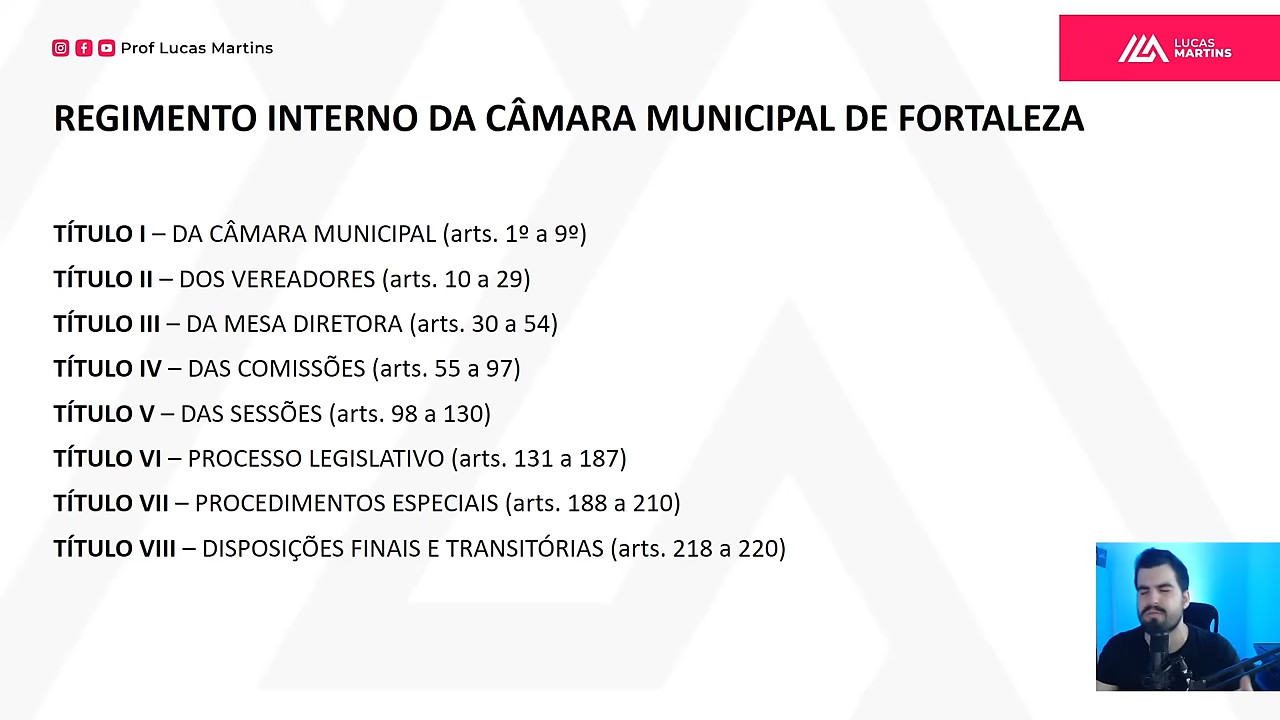 Prof Lucas Martins
LUCAS
MARTINS
REGIMENTO INTERNO DA CÂMARA MUNICIPAL DE FORTALEZA
TÍTULO I – DA CÂMARA MUNICIPAL (arts. 1º a 9º)
TÍTULO II – DOS VEREADORES (arts. 10 a 29)
TÍTULO III – DA MESA DIRETORA (arts. 30 a 54)
TÍTULO IV – DAS COMISSÕES (arts. 55 a 97)
TÍTULO V – DAS SESSÕES (arts. 98 a 130)
TÍTULO VI – PROCESSO LEGISLATIVO (arts. 131 a 187)
TÍTULO VII – PROCEDIMENTOS ESPECIAIS (arts. 188 a 210)
TÍTULO VIII – DISPOSIÇÕES FINAIS E TRANSITÓRIAS (arts. 218 a 220)